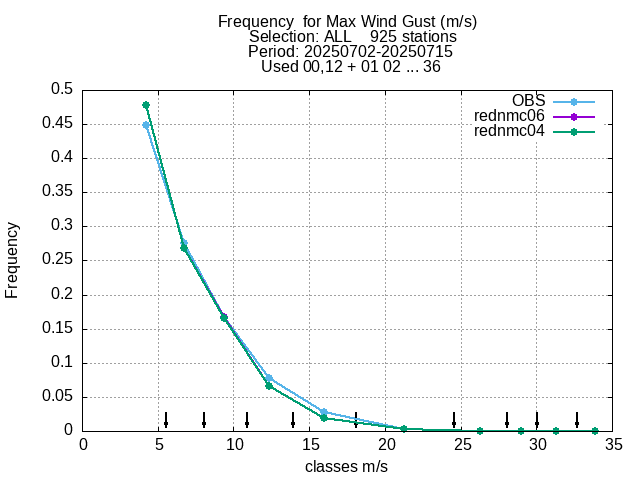 Frequency  for Max Wind Gust (m/s)
Selection: ALL    925 stations
Period: 20250702-20250715
Used 00,12 + 01 02 ... 36
OBS
rednmc06
rednmc04
0.5
0.45
0.4
0.35
0.3
0.25
0.2
0.15
0.1
0.05
0
Frequency
0 5 10 15 20 25 30 35
classes m/s